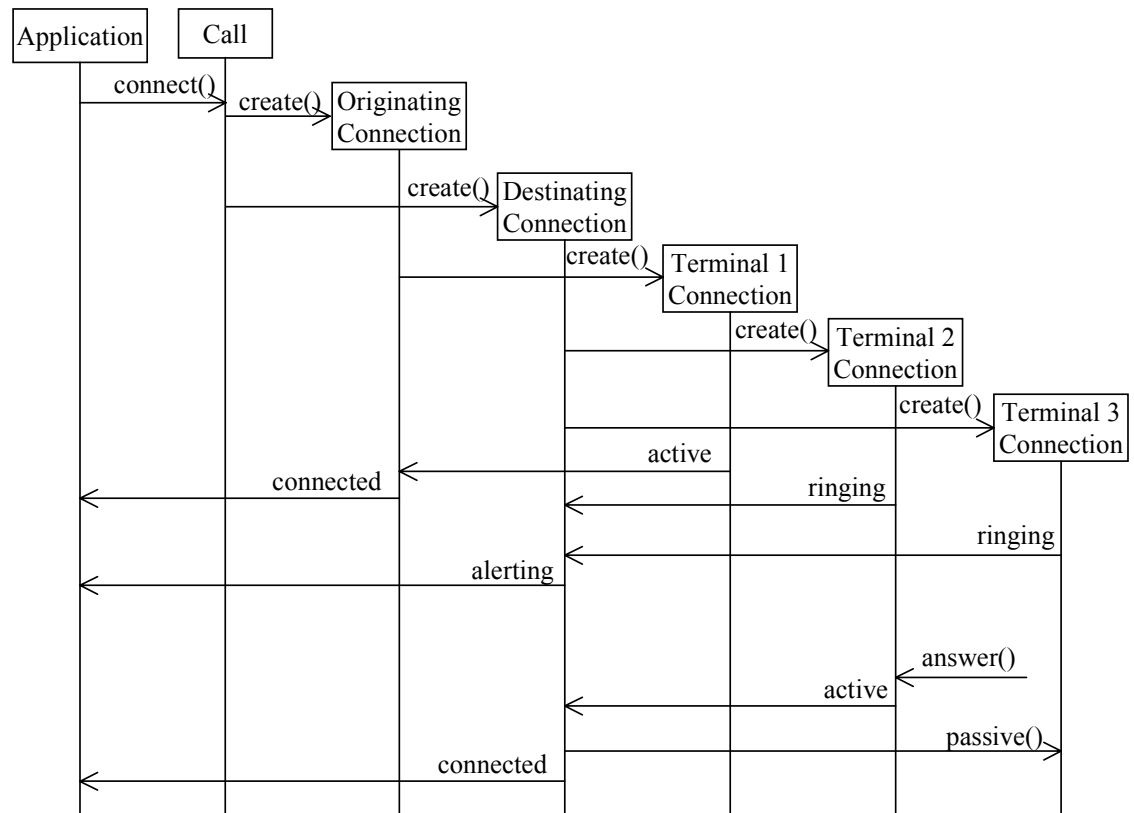 Application
Call
connect()
create()
Originating
Connection
create()
Destinating
Connection
create()
Terminal 1
Connection
create()
Terminal 2
Connection
create()
Terminal 3
Connection
active
connected
ringing
ringing
alerting
answer()
active
passive()
connected